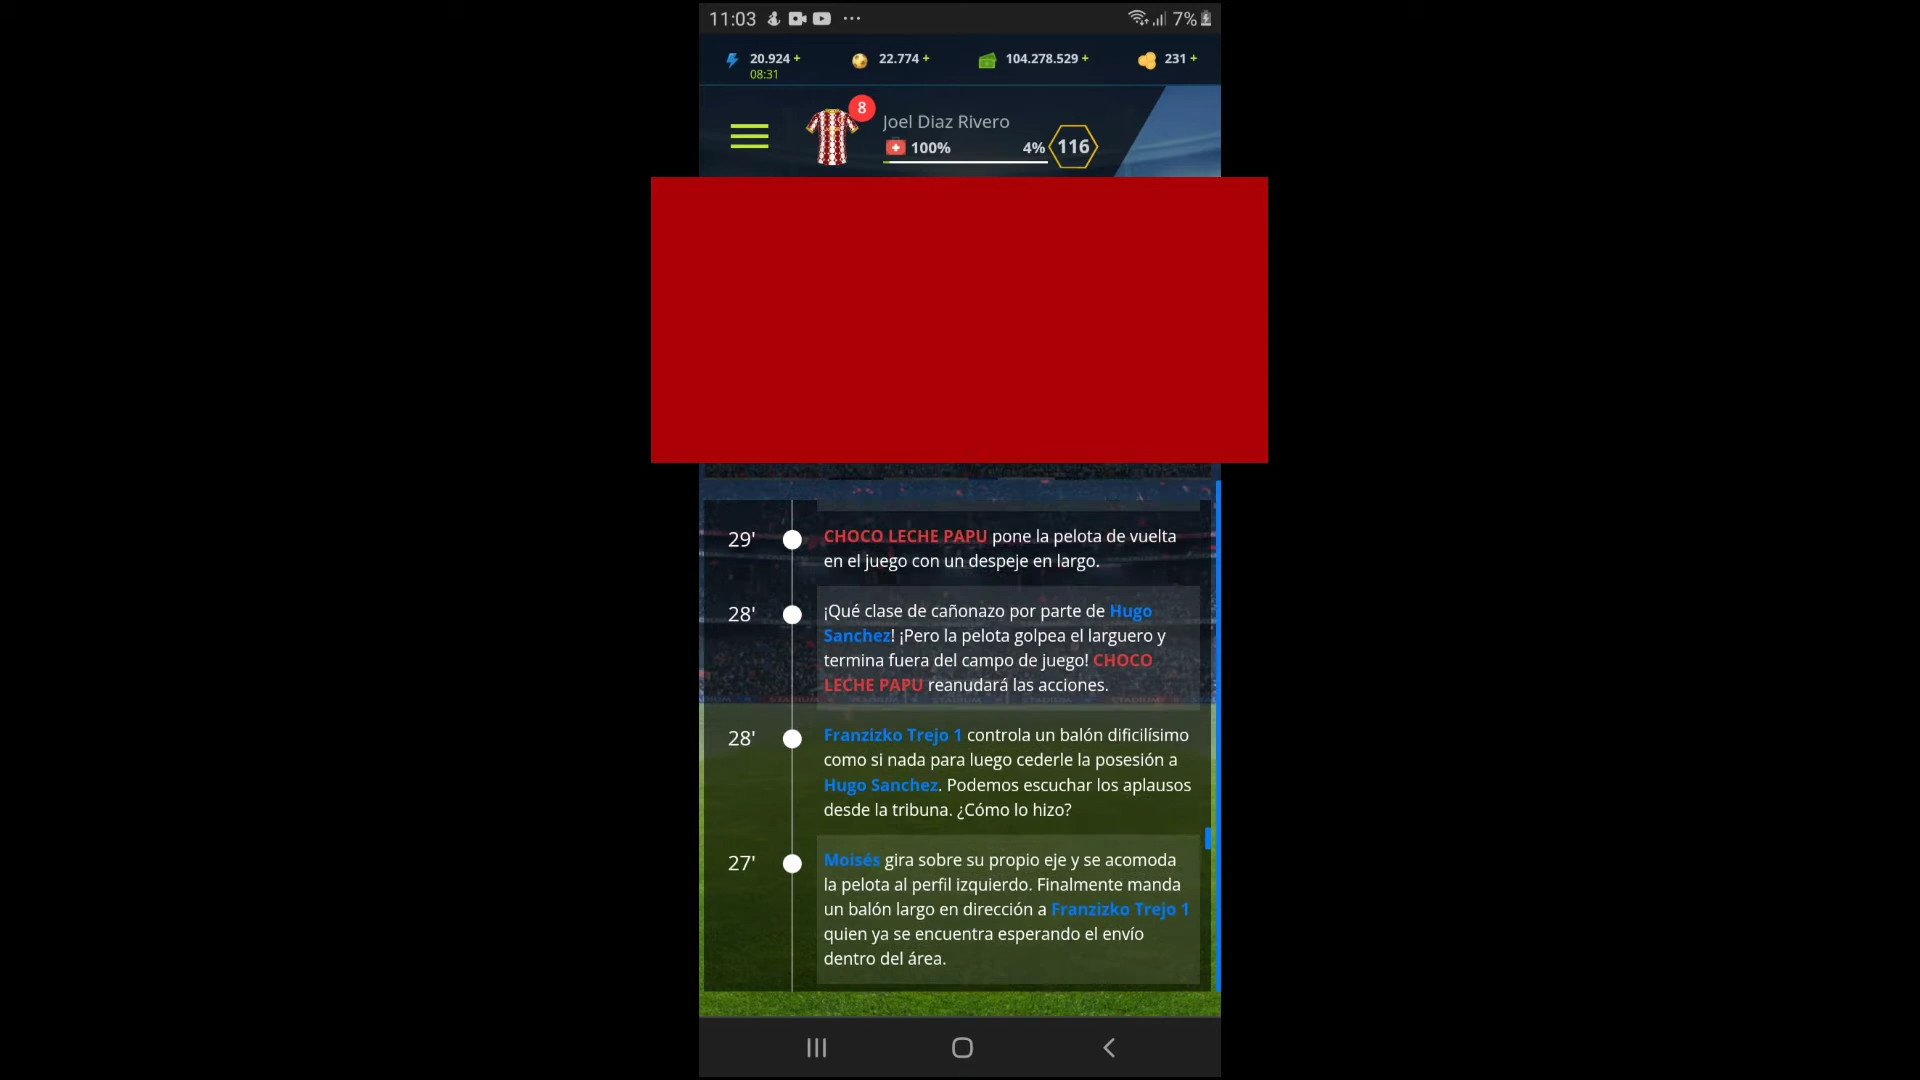 11:03 7%
20.924 + 22.774 + 104.278.529 + 231 +
08:31
8
Joel Diaz Rivero
100% 4% 116
29' CHOCO LECHE PAPU pone la pelota de vuelta
en el juego con un despeje en largo.
28' ¡Qué clase de cañonazo por parte de Hugo
Sanchez! ¡Pero la pelota golpea el larguero y
termina fuera del campo de juego! CHOCO
LECHE PAPU reanudará las acciones.
STADIUM STADIUM STADIUM
28' Franzizko Trejo 1 controla un balón dificilísimo
como si nada para luego cederle la posesión a
Hugo Sanchez. Podemos escuchar los aplausos
desde la tribuna. ¿Cómo lo hizo?
27' Moisés gira sobre su propio eje y se acomoda
la pelota al perfil izquierdo. Finalmente manda
un balón largo en dirección a Franzizko Trejo 1
quien ya se encuentra esperando el envío
dentro del área.